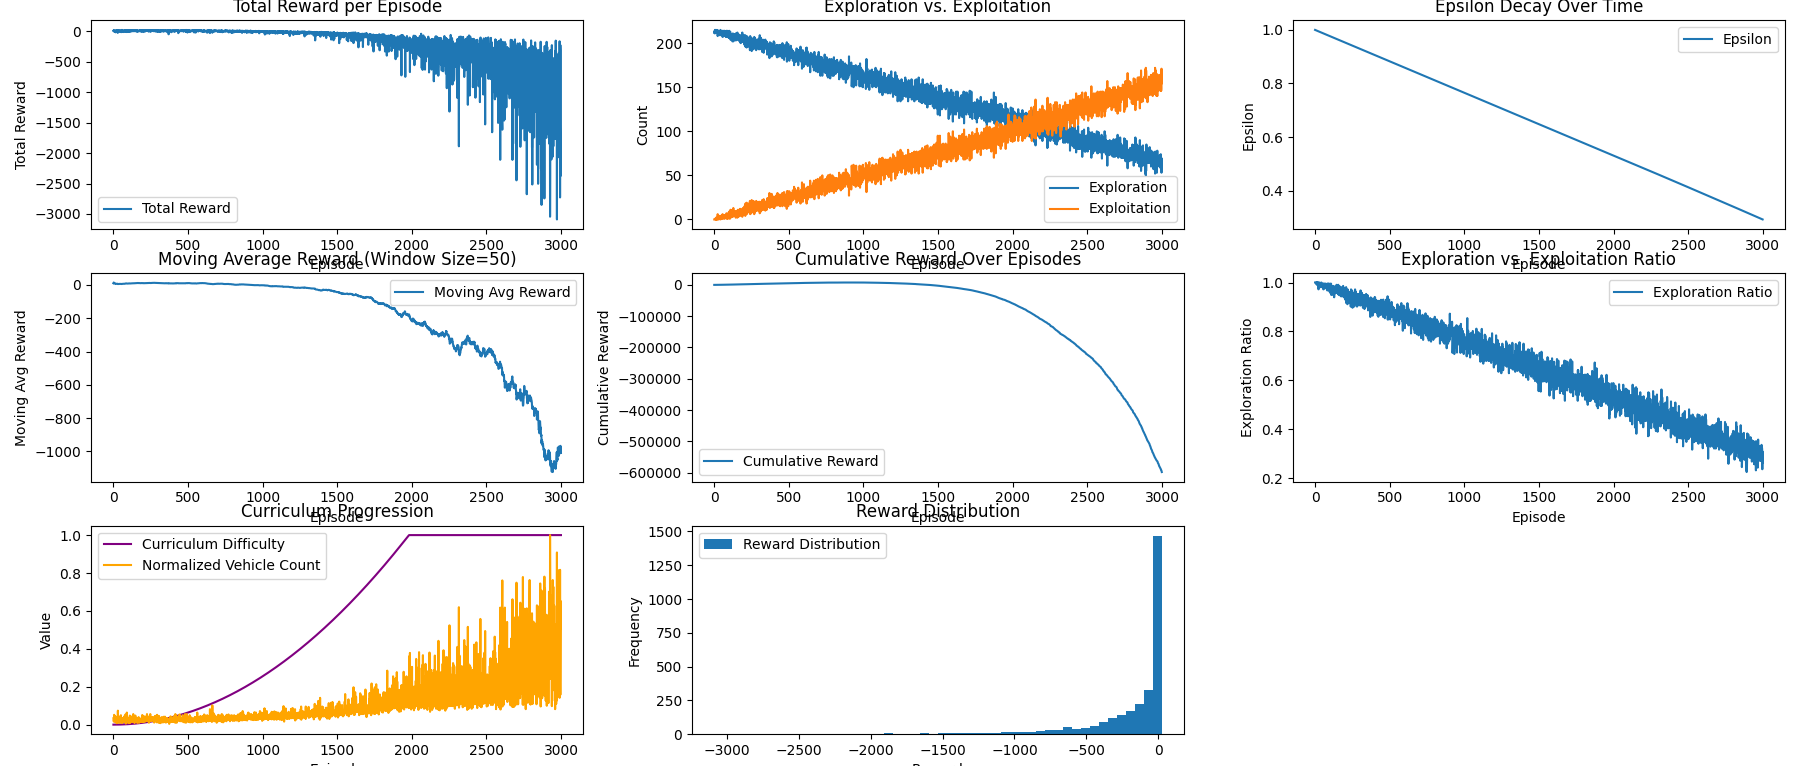 Total Reward per Episode
0
−500
−1000
−1500
−2000
−2500
−3000
Total Reward
Total Reward
0 500 1000 1500 2000 2500 3000
Episode
Exploration vs. Exploitation
200
150
100
50
0
Count
Exploration
Exploitation
0 500 1000 1500 2000 2500 3000
Episode
Epsilon Decay Over Time
1.0
0.8
0.6
0.4
Epsilon
Epsilon
0 500 1000 1500 2000 2500 3000
Episode
Moving Average Reward (Window Size=50)
0
−200
−400
−600
−800
−1000
Moving Avg Reward
Moving Avg Reward
0 500 1000 1500 2000 2500 3000
Episode
Cumulative Reward Over Episodes
0
−100000
−200000
−300000
−400000
−500000
−600000
Cumulative Reward
Cumulative Reward
0 500 1000 1500 2000 2500 3000
Episode
Exploration vs. Exploitation Ratio
1.0
0.8
0.6
0.4
0.2
Exploration Ratio
Exploration Ratio
0 500 1000 1500 2000 2500 3000
Episode
Curriculum Progression
1.0
0.8
0.6
0.4
0.2
0.0
Value
Curriculum Difficulty
Normalized Vehicle Count
0 500 1000 1500 2000 2500 3000
Reward Distribution
1500
1250
1000
750
500
250
0
Frequency
Reward Distribution
−3000 −2500 −2000 −1500 −1000 −500 0